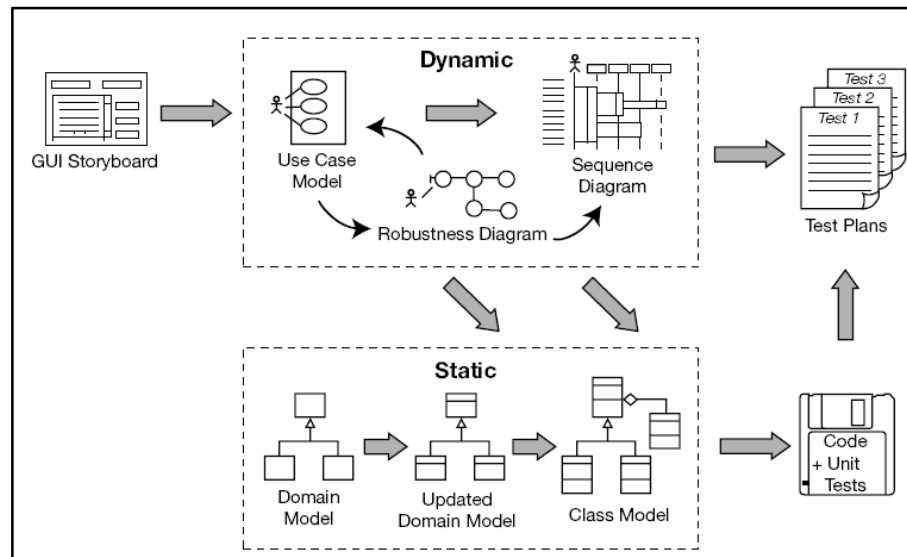 Dynamic
GUI Storyboard
Use Case
Model
Sequence
Diagram
Robustness Diagram
Test 3
Test 2
Test 1
Test Plans
Static
Domain
Model
Updated
Domain Model
Class Model
Code
+ Unit
Tests